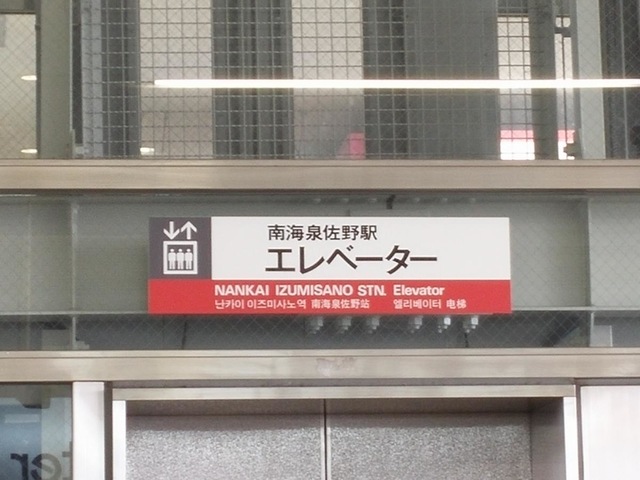 南海泉佐野駅
エレベーター
NANKAI IZUMISANO STN. Elevator
난카이 이즈미사노역 南海泉佐野站 엘리베이터 电梯